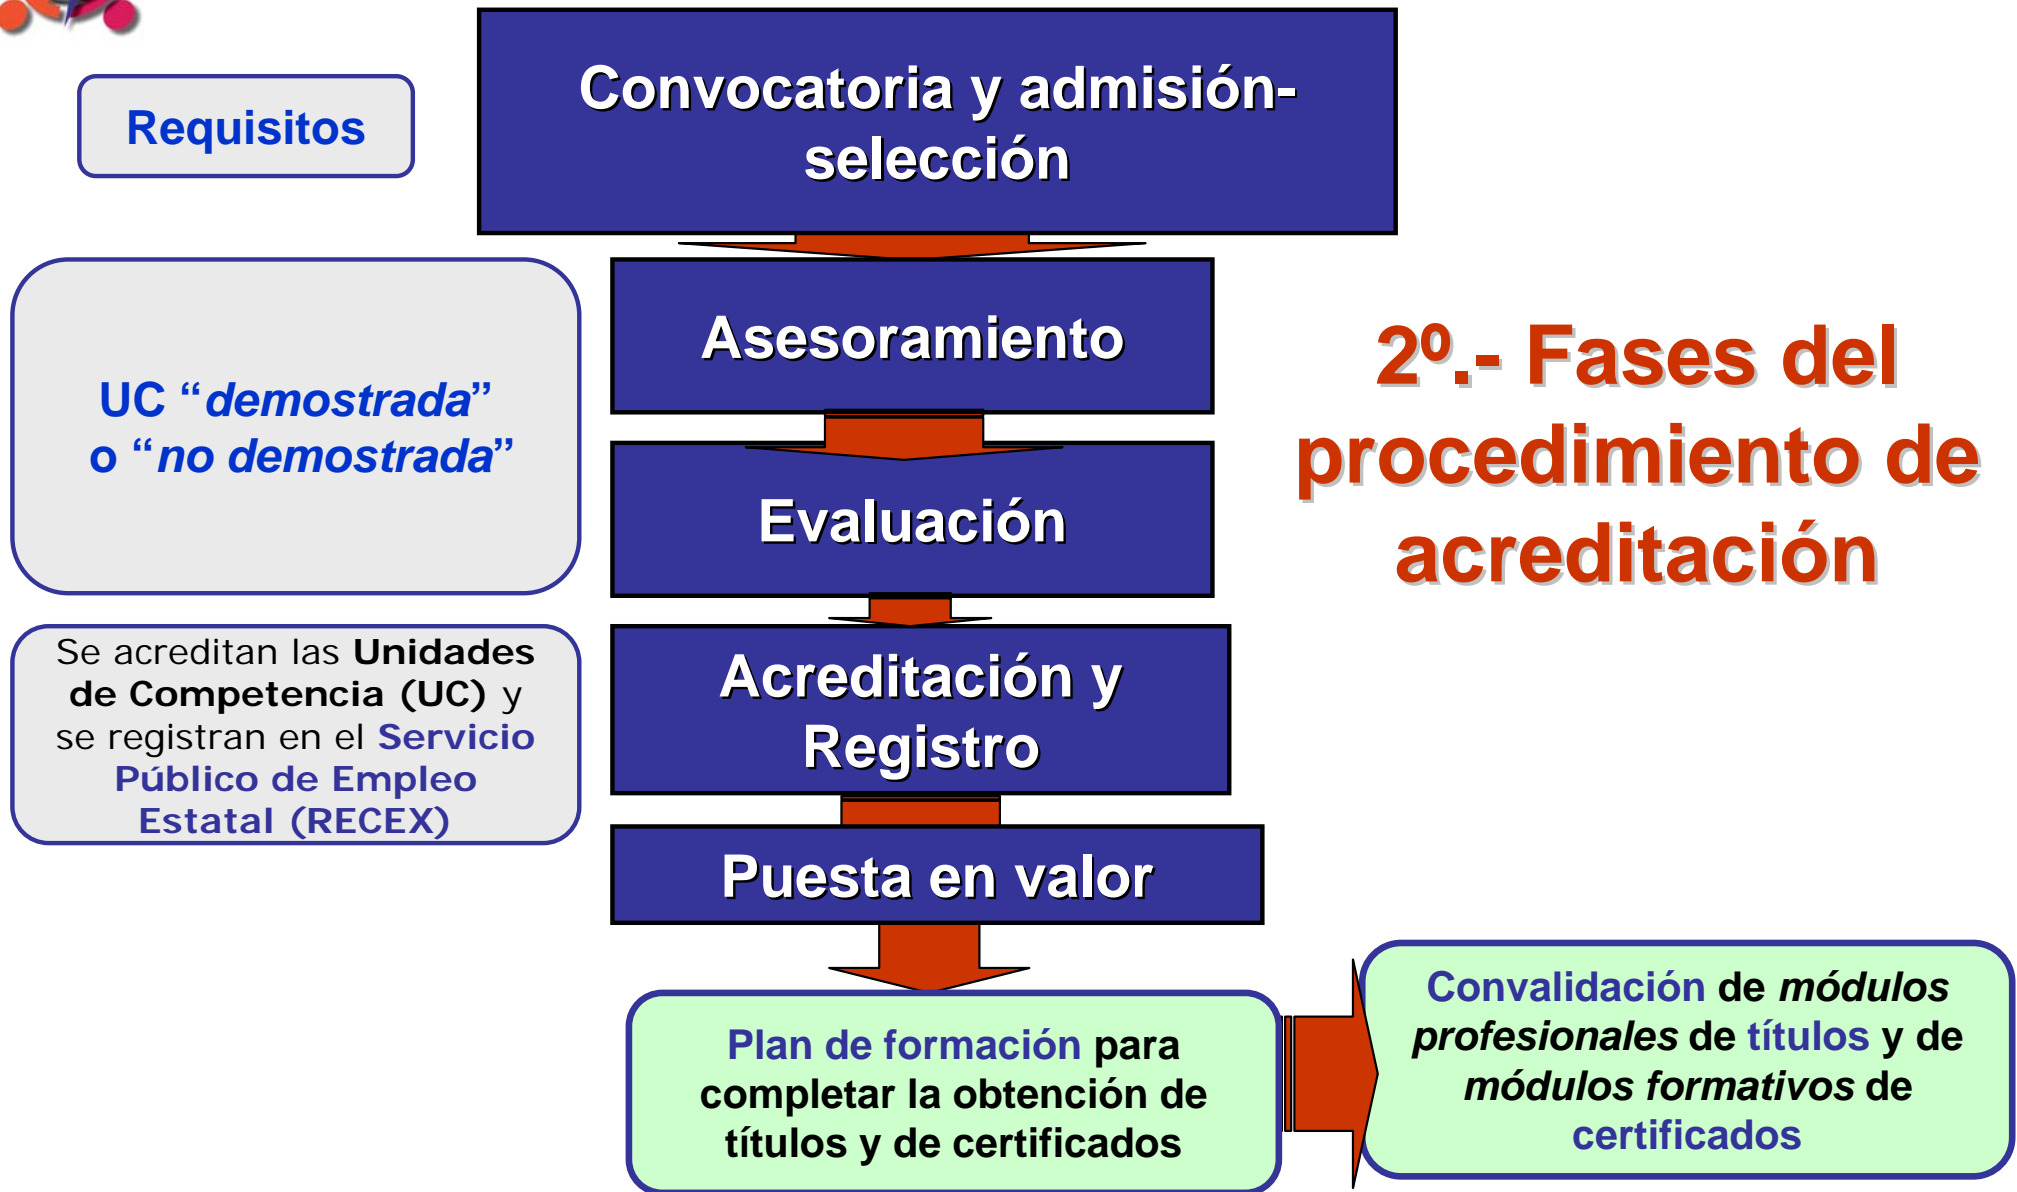 Requisitos
Convocatoria y admisión-
selección
UC “demostrada”
o “no demostrada”
Asesoramiento
Evaluación
2º.- Fases del
procedimiento de
acreditación
Se acreditan las Unidades
de Competencia (UC) y
se registran en el Servicio
Público de Empleo
Estatal (RECEX)
Acreditación y
Registro
Puesta en valor
Plan de formación para
completar la obtención de
títulos y de certificados
Convalidación de módulos
profesionales de títulos y de
módulos formativos de
certificados